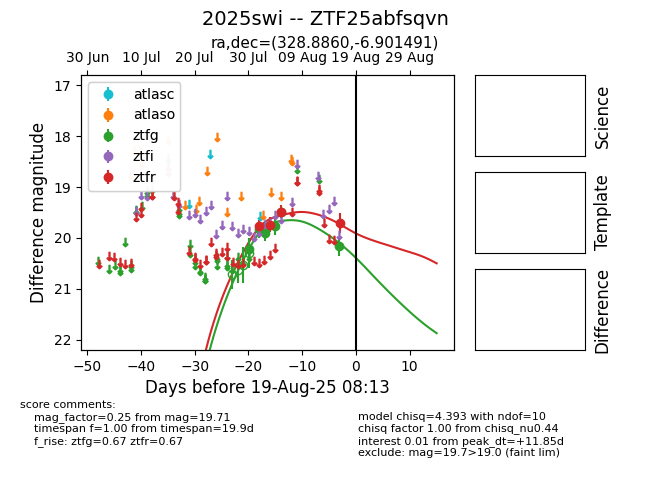 2025swi -- ZTF25abfsqvn
ra,dec=(328.8860,-6.901491)
30 Jun 10 Jul 20 Jul 30 Jul 09 Aug 19 Aug 29 Aug
17
18
19
20
21
22
Difference magnitude
atlasc
atlaso
ztfg
ztfi
ztfr
−50 −40 −30 −20 −10 0 10
Days before 19-Aug-25 08:13
Science
Template
Difference
score comments:
mag_factor=0.25 from mag=19.71
timespan f=1.00 from timespan=19.9d
f_rise: ztfg=0.67 ztfr=0.67
model chisq=4.393 with ndof=10
chisq factor 1.00 from chisq_nu0.44
interest 0.01 from peak_dt=+11.85d
exclude: mag=19.7>19.0 (faint lim)